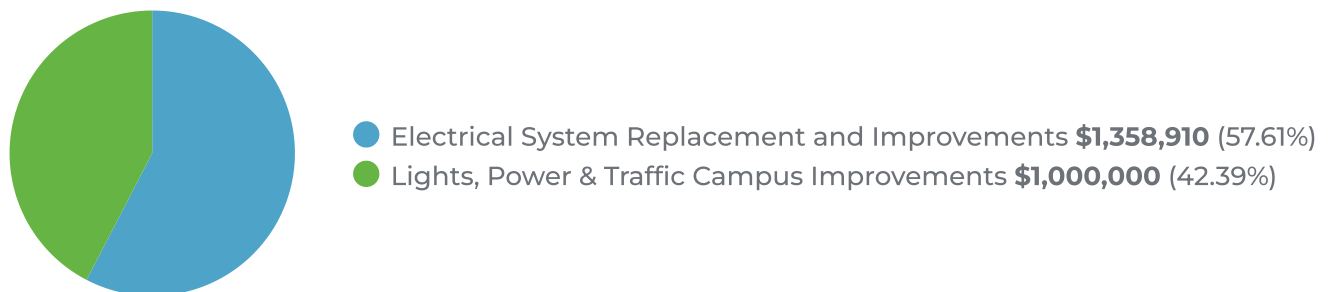 Electrical System Replacement and Improvements $1,358,910 (57.61%)
Lights, Power & Traffic Campus Improvements $1,000,000 (42.39%)